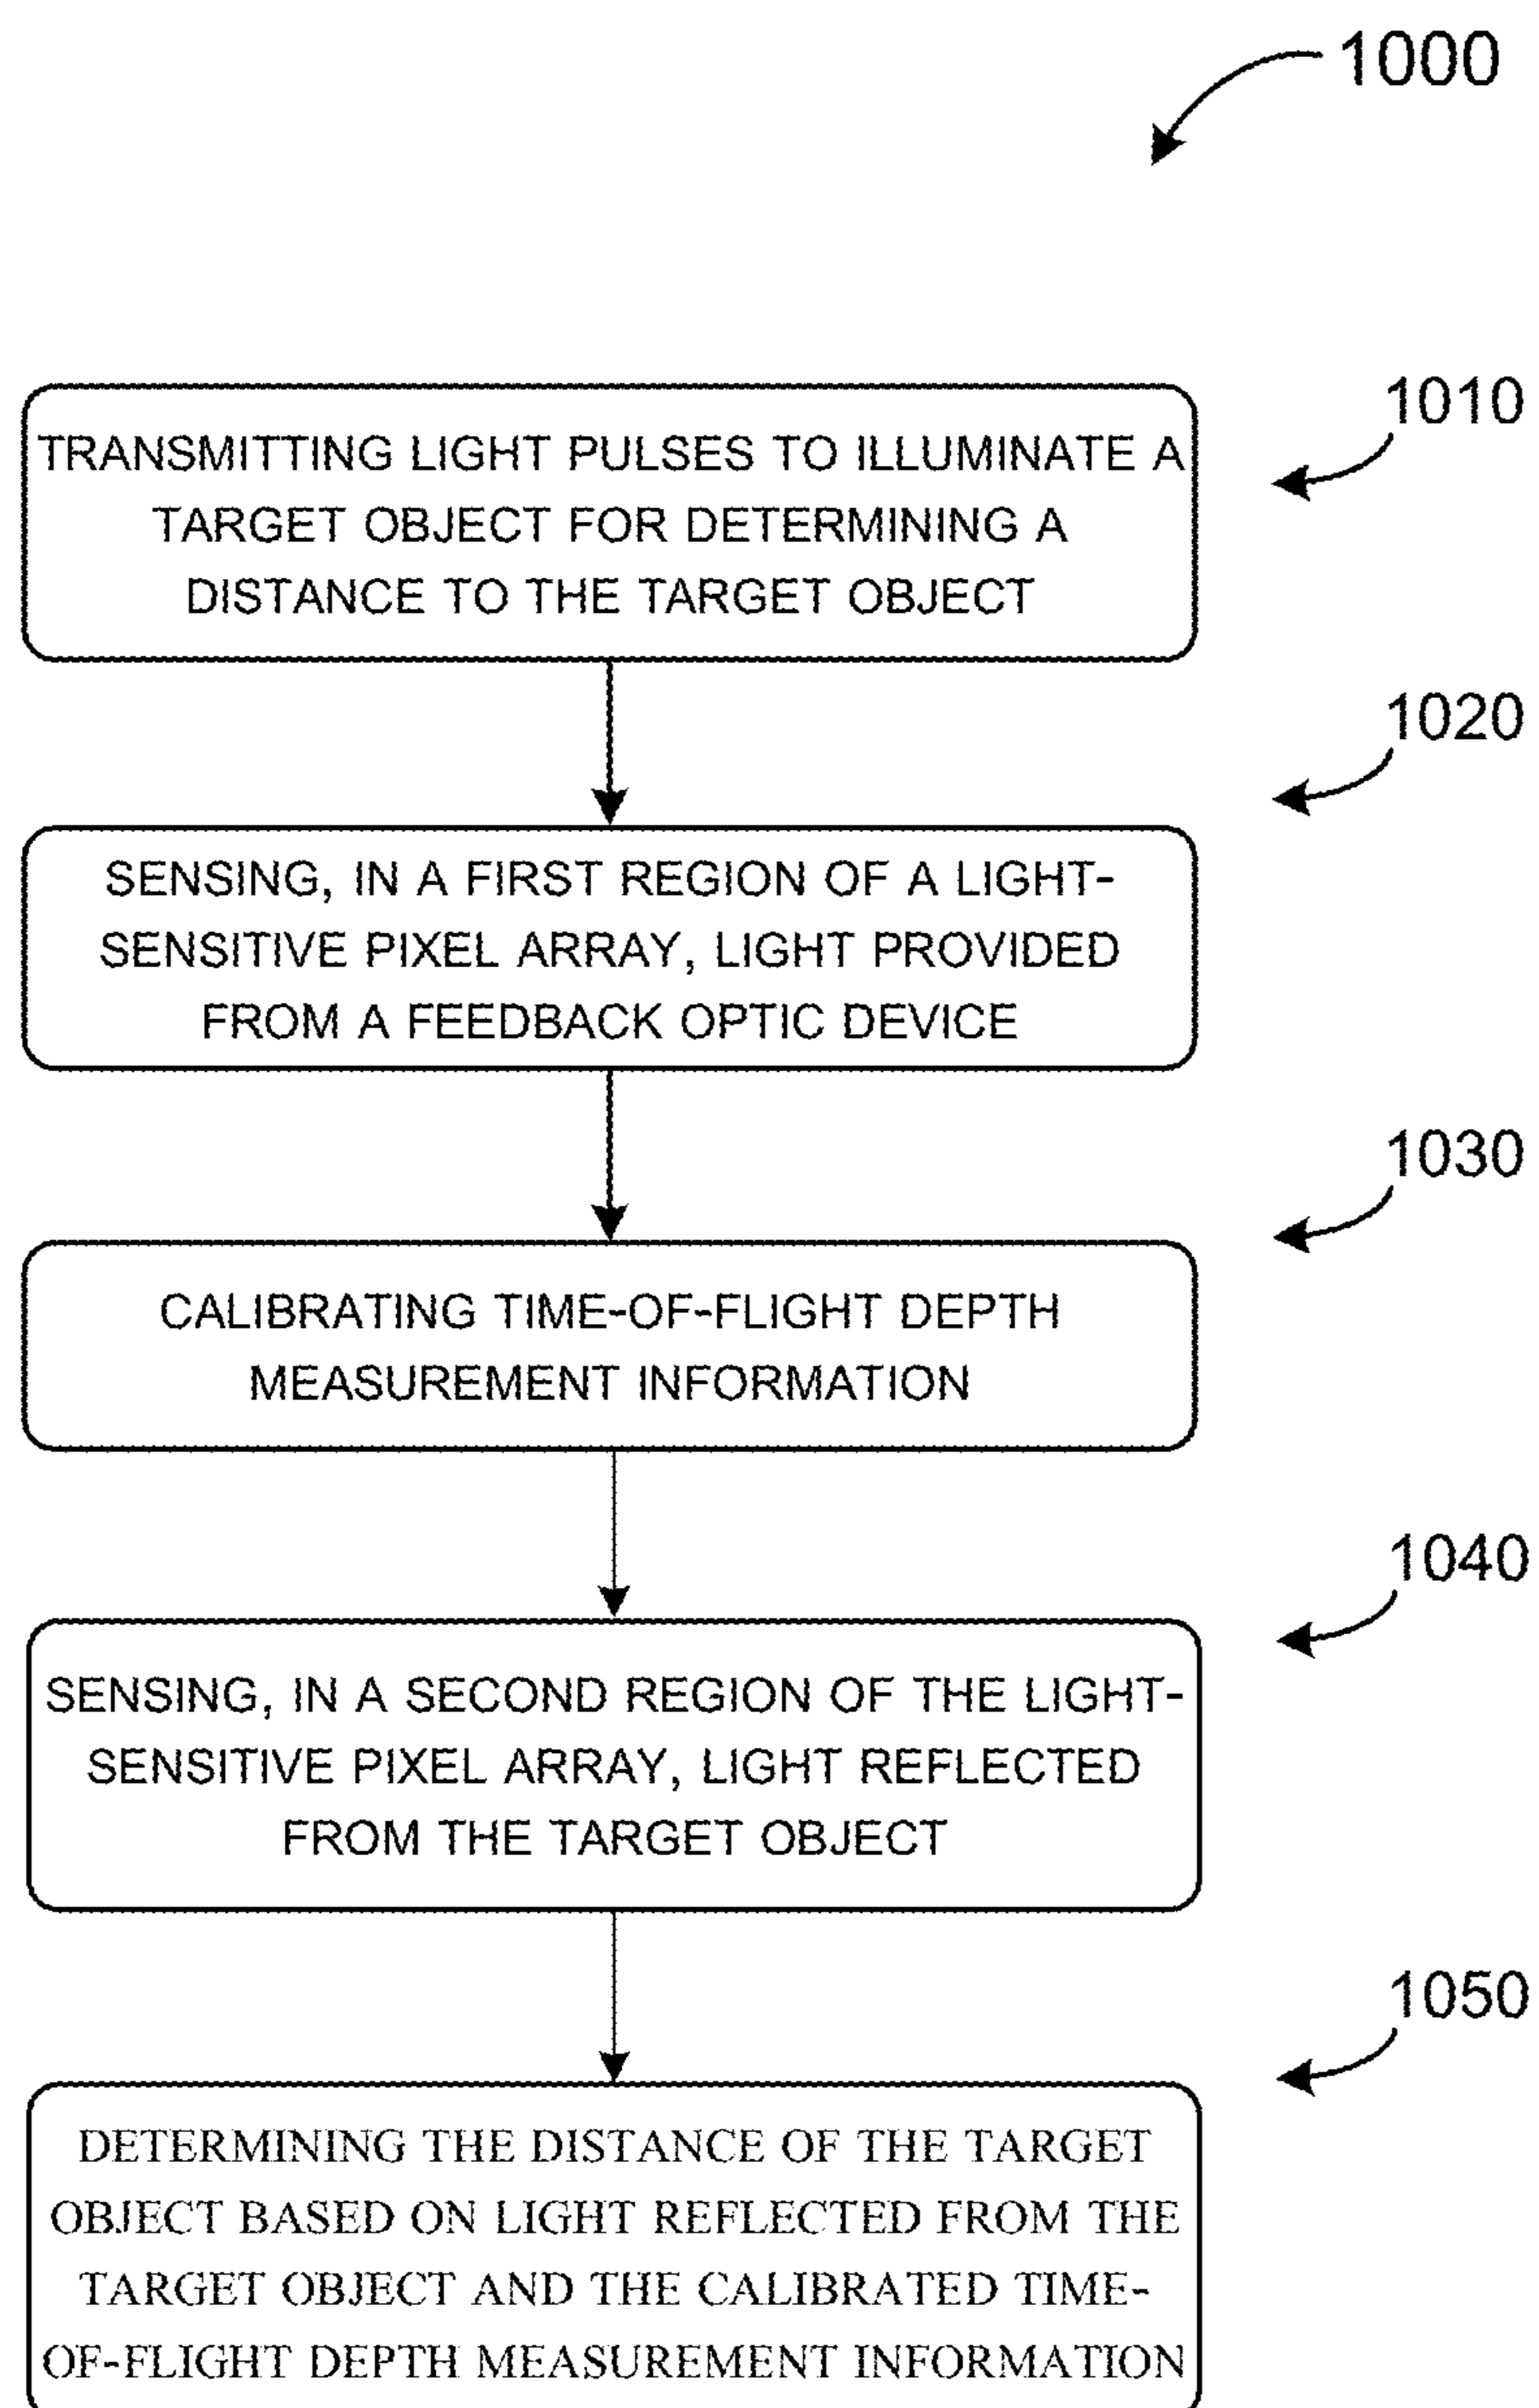 1000
1010
TRANSMITTING LIGHT PULSES TO ILLUMINATE A
TARGET OBJECT FOR DETERMINING A
DISTANCE TO THE TARGET OBJECT
1020
SENSING, IN A FIRST REGION OF A LIGHT-
SENSITIVE PIXEL ARRAY, LIGHT PROVIDED
FROM A FEEDBACK OPTIC DEVICE
1030
CALIBRATING TIME-OF-FLIGHT DEPTH
MEASUREMENT INFORMATION
1040
SENSING, IN A SECOND REGION OF THE LIGHT-
SENSITIVE PIXEL ARRAY, LIGHT REFLECTED
FROM THE TARGET OBJECT
1050
DETERMINING THE DISTANCE OF THE TARGET
OBJECT BASED ON LIGHT REFLECTED FROM THE
TARGET OBJECT AND THE CALIBRATED TIME-
OF-FLIGHT DEPTH MEASUREMENT INFORMATION